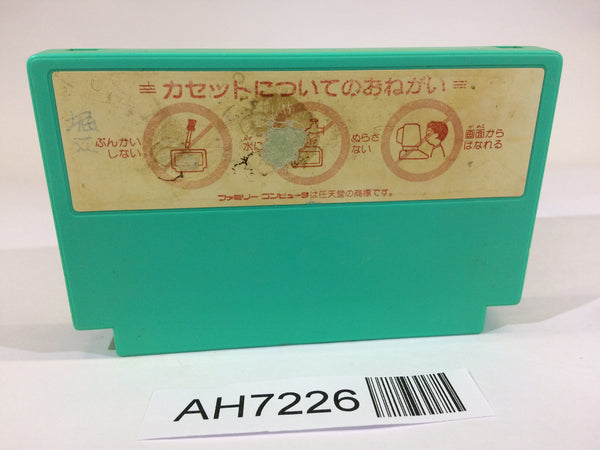 カセットについてのおねがい
ぶんかい
しない
水に
ぬらさ
ない
画面から
はなれる
ファミリー コンピュータは任天堂の商標です。
AH7226